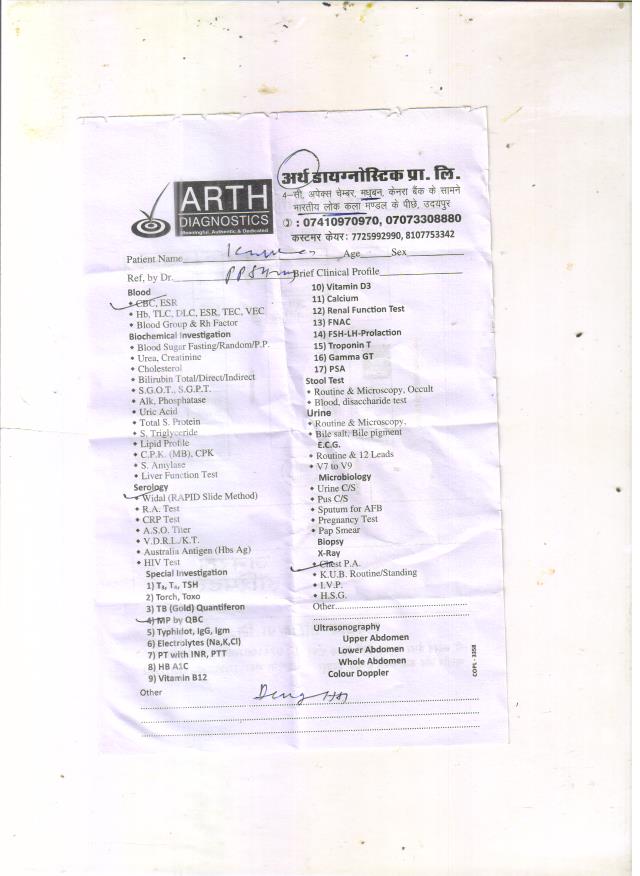 ARTH
DIAGNOSTICS
Meaningful, Authentic & Dedicated
अर्थ डायग्नोस्टिक प्रा. लि.
4-सी, अपेक्स चेम्बर, मधुबन, केनरा बैंक के सामने
भारतीय लोक कला मण्डल के पीछे, उदयपुर
: 07410970970, 07073308880
कस्टमर केयर: 7725992990, 8107753342
Patient Name Age Sex
Ref, by Dr. Brief Clinical Profile
Blood
CBC, ESR
Hb, TLC, DLC, ESR, TEC, VEC
Blood Group & Rh Factor
Biochemical Investigation
Blood Sugar Fasting/Random/P.P.
Urea, Creatinine
Cholesterol
Bilirubin Total/Direct/Indirect
S.G.O.T., S.G.P.T.
Alk, Phosphatase
Uric Acid
Total S. Protein
S. Triglyceride
Lipid Profile
C.P.K. (MB), CPK
S. Amylase
Liver Function Test
Serology
Widal (RAPID Slide Method)
R.A. Test
CRP Test
A.S.O. Titer
V.D.R.L./K.T.
Australia Antigen (Hbs Ag)
HIV Test
Special Investigation
1) T₃, T₄, TSH
2) Torch, Toxo
3) TB (Gold) Quantiferon
4) MP by QBC
5) Typhidot, IgG, Igm
6) Electrolytes (Na,K,Cl)
7) PT with INR, PTT
8) HB A1C
9) Vitamin B12
10) Vitamin D3
11) Calcium
12) Renal Function Test
13) FNAC
14) FSH-LH-Prolaction
15) Troponin T
16) Gamma GT
17) PSA
Stool Test
Routine & Microscopy, Occult
Blood, disaccharide test
Urine
Routine & Microscopy,
Bile salt, Bile pigment
E.C.G.
Routine & 12 Leads
V7 to V9
Microbiology
Urine C/S
Pus C/S
Sputum for AFB
Pregnancy Test
Pap Smear
Biopsy
X-Ray
Chest P.A.
K.U.B. Routine/Standing
I.V.P.
H.S.G.
Other
Ultrasonography
Upper Abdomen
Lower Abdomen
Whole Abdomen
Colour Doppler
COPL - 3358
Other